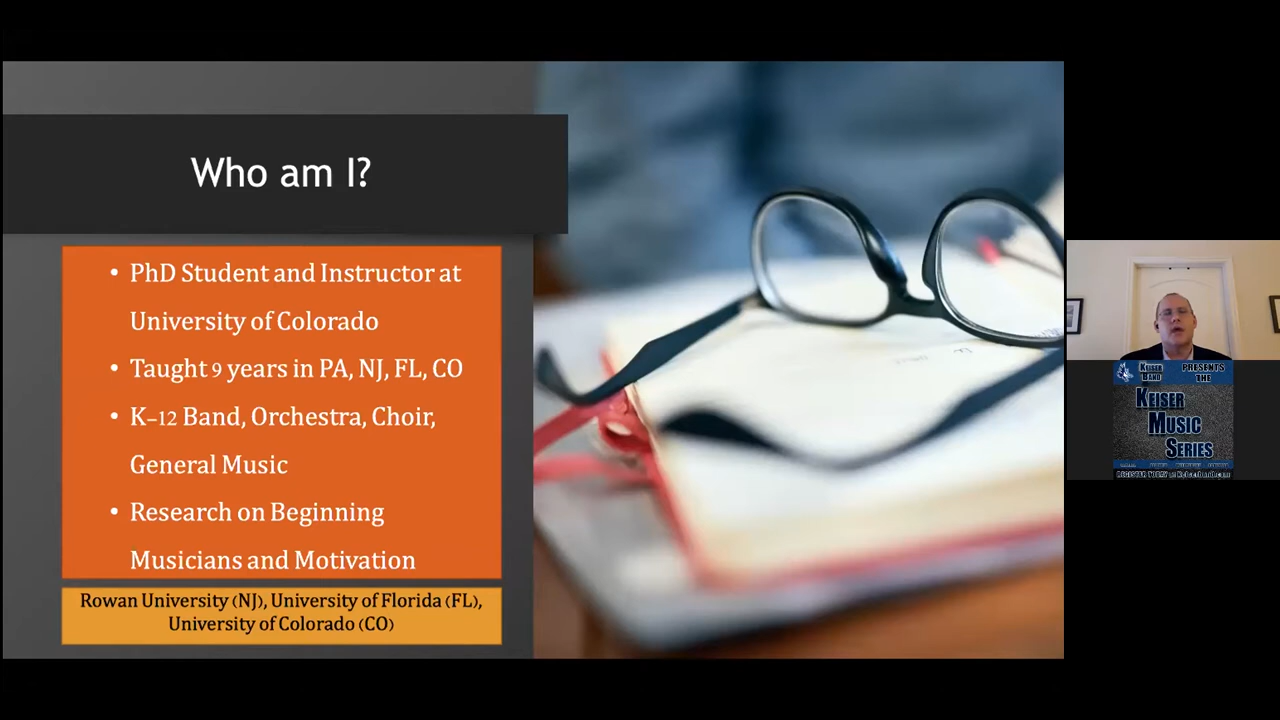 Who am I?
• PhD Student and Instructor at
University of Colorado
• Taught 9 years in PA, NJ, FL, CO
• K–12 Band, Orchestra, Choir,
General Music
• Research on Beginning
Musicians and Motivation
Rowan University (NJ), University of Florida (FL),
University of Colorado (CO)
KEISER
BAND
PRESENTS
THE
KEISER
MUSIC
SERIES
REGISTER TODAY